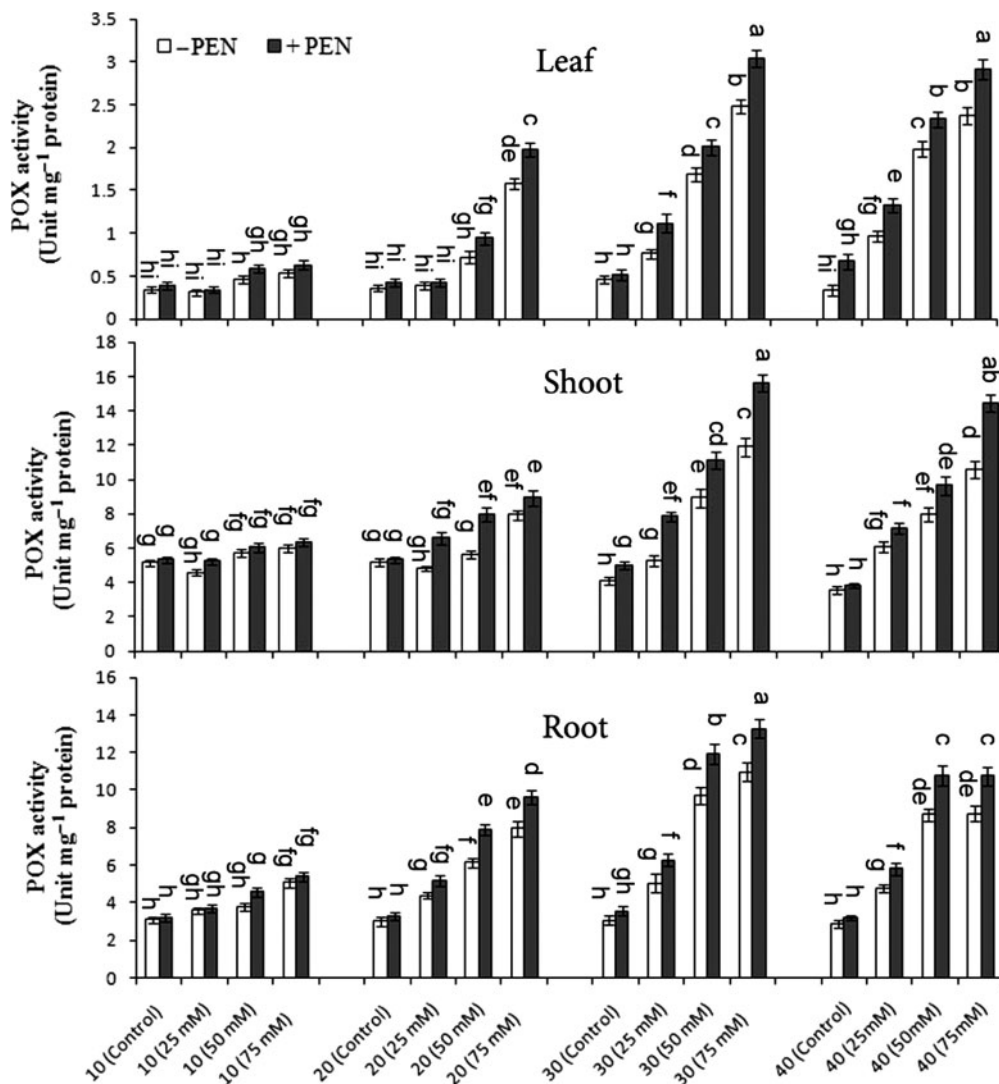 –PEN
+ PEN
Leaf
POX activity
(Unit mg⁻¹ protein)
3.5
3
2.5
2
1.5
1
0.5
0
hi hi hi hi h gh gh gh
hi hi hi hi gh fg de c
h h g f d c b a
hi gh fg e c b b a
Shoot
POX activity
(Unit mg⁻¹ protein)
18
16
14
12
10
8
6
4
2
0
g g gh g fg fg fg fg
g g gh fg g ef ef e
h g g ef e cd c a
h h fg f ef de d ab
Root
POX activity
(Unit mg⁻¹ protein)
16
14
12
10
8
6
4
2
0
h h gh gh gh g fg fg
h h g fg f e e d
h gh g f d b c a
h h g f de c de c
10 (Control)
10 (25 mM)
10 (50 mM)
10 (75 mM)
20 (Control)
20 (25 mM)
20 (50 mM)
20 (75 mM)
30 (Control)
30 (25 mM)
30 (50 mM)
30 (75 mM)
40 (Control)
40 (25mM)
40 (50mM)
40 (75mM)